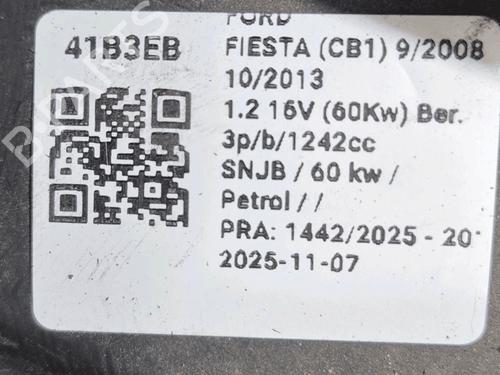 FORD
41B3EB
FIESTA (CB1) 9/2008
10/2013
1.2 16V (60Kw) Ber.
3p/b/1242cc
SNJB / 60 kw /
Petrol / /
PRA: 1442/2025 - 20
2025-11-07